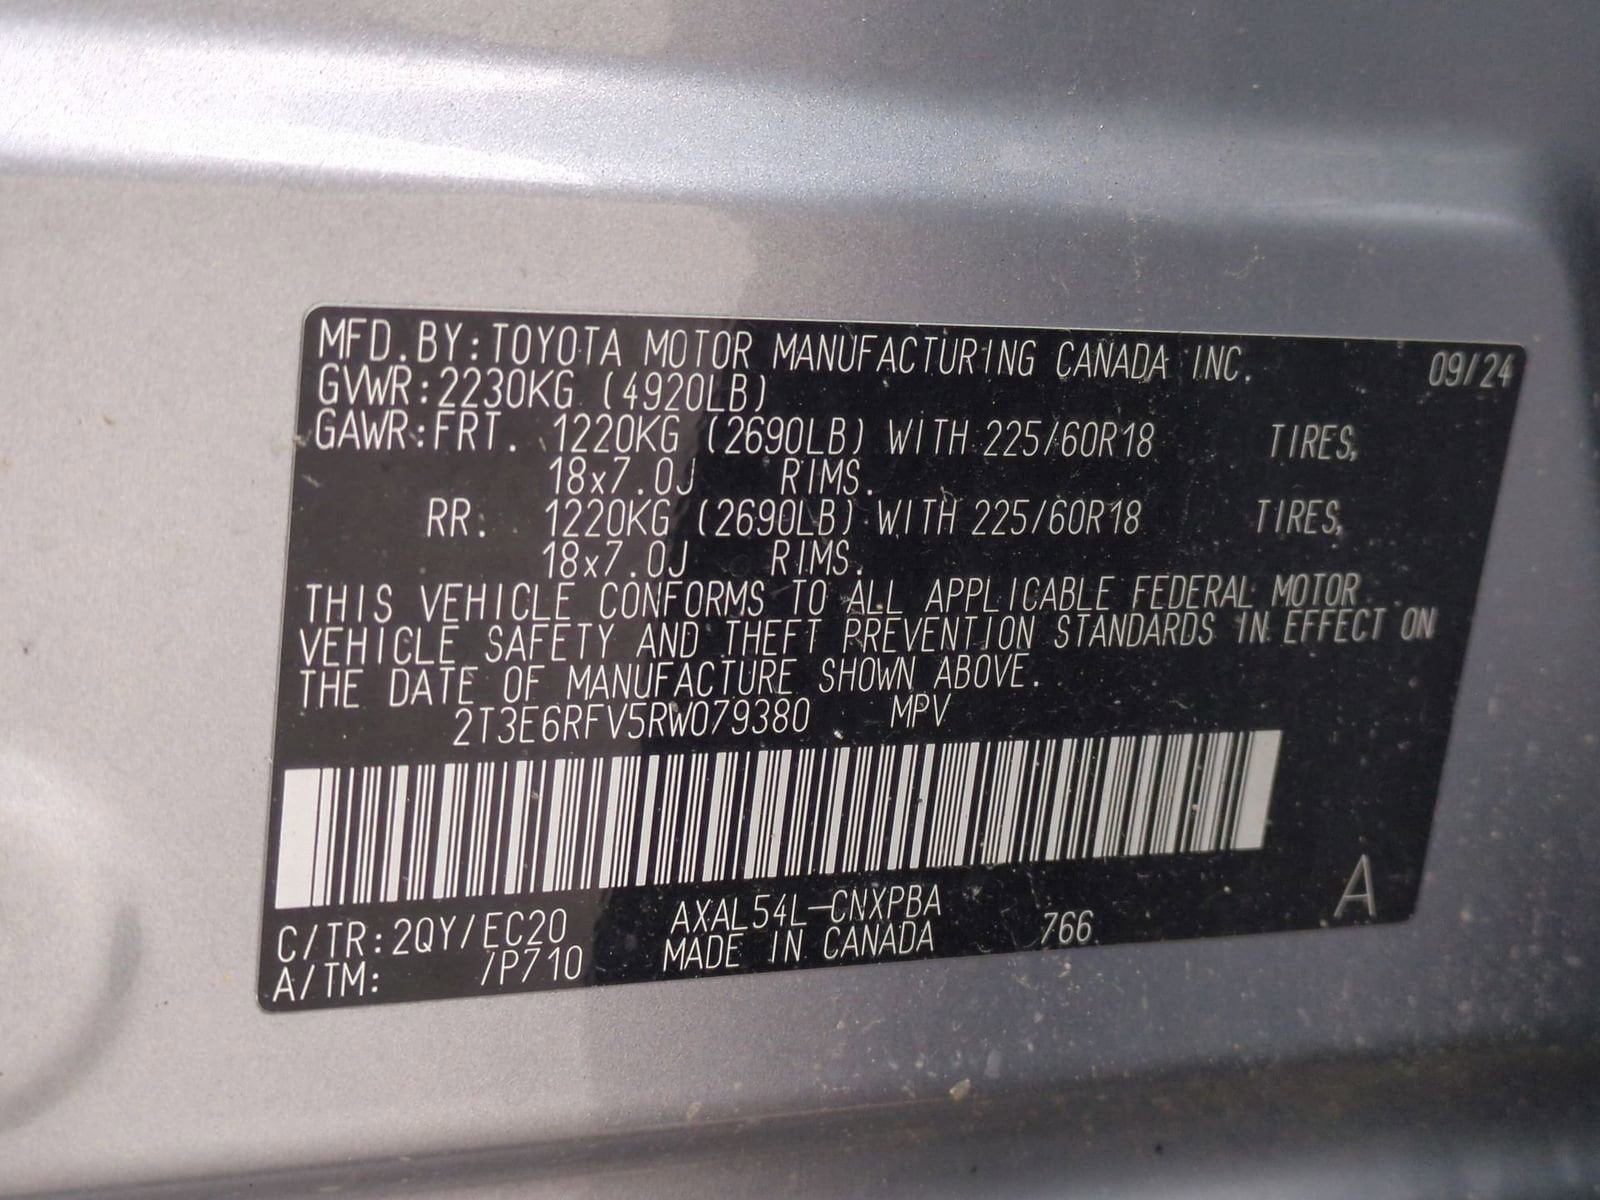 MFD.BY:TOYOTA MOTOR MANUFACTURING CANADA INC. 09/24
GVWR:2230KG (4920LB)
GAWR:FRT. 1220KG (2690LB) WITH 225/60R18 TIRES,
18x7.0J RIMS.
RR. 1220KG (2690LB) WITH 225/60R18 TIRES,
18x7.0J RIMS.
THIS VEHICLE CONFORMS TO ALL APPLICABLE FEDERAL MOTOR
VEHICLE SAFETY AND THEFT PREVENTION STANDARDS IN EFFECT ON
THE DATE OF MANUFACTURE SHOWN ABOVE.
2T3E6RFV5RW079380 MPV
C/TR:2QY/EC20 AXAL54L-CNXPBA 766 A
A/TM: /P710 MADE IN CANADA